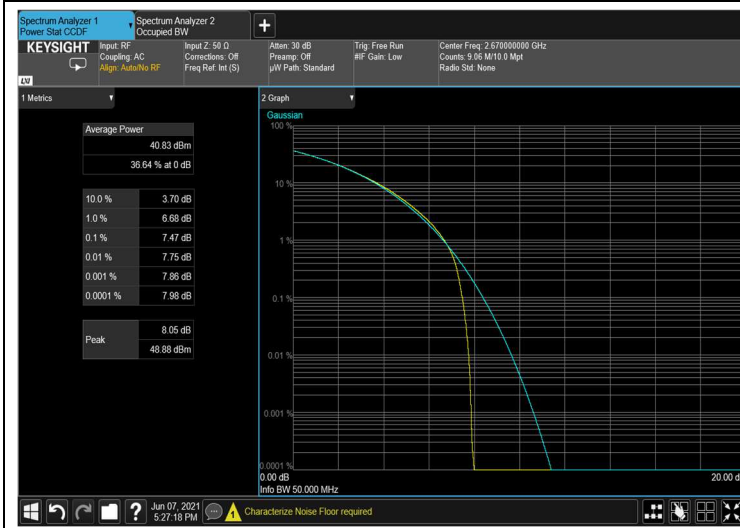 Spectrum Analyzer 1
Power Stat CCDF
Spectrum Analyzer 2
Occupied BW
KEYSIGHT
Input: RF
Coupling: AC
Align: Auto/No RF
Input Z: 50 Ω
Corrections: Off
Freq Ref: Int (S)
Atten: 30 dB
Preamp: Off
µW Path: Standard
Trig: Free Run
#IF Gain: Low
Center Freq: 2.670000000 GHz
Counts: 9.06 M/10.0 Mpt
Radio Std: None
LXI
1 Metrics
Average Power
40.83 dBm
36.64 % at 0 dB
10.0 % 3.70 dB
1.0 % 6.68 dB
0.1 % 7.47 dB
0.01 % 7.75 dB
0.001 % 7.86 dB
0.0001 % 7.98 dB
Peak
8.05 dB
48.88 dBm
2 Graph
Gaussian
100 %
10 %
1 %
0.1 %
0.01 %
0.001 %
0.0001 %
0.00 dB
20.00 d
Info BW 50.000 MHz
?
Jun 07, 2021
5:27:18 PM
1
Characterize Noise Floor required